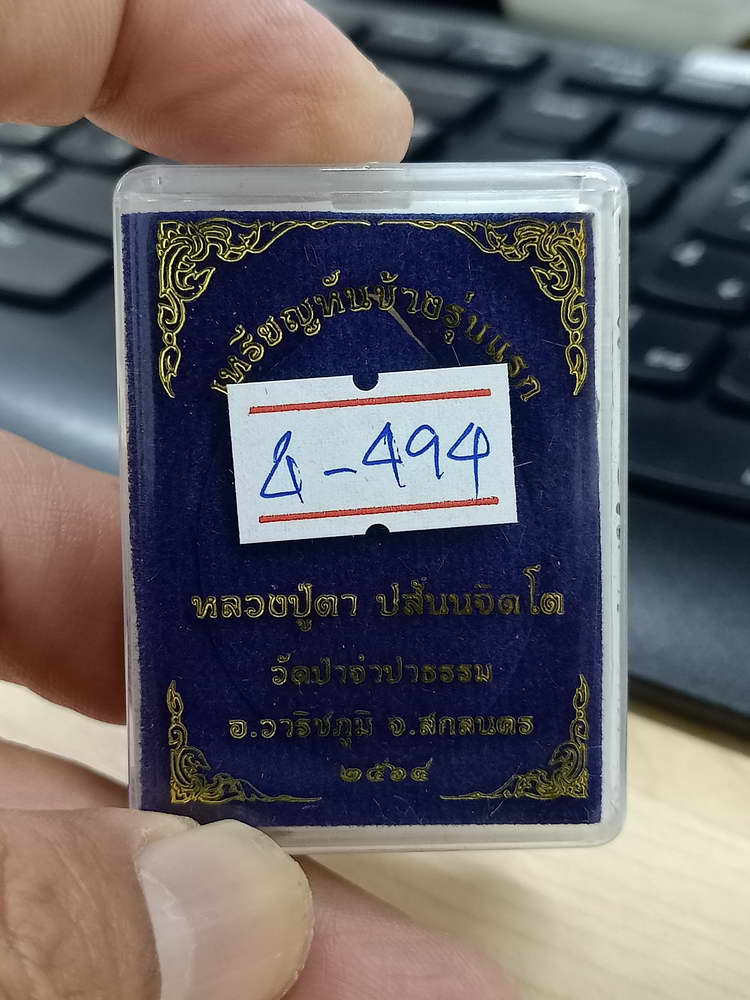 เหรียญหันข้างรุ่นแรก
4-494
หลวงปู่ตา ปสันนจิตโต
วัดป่าจำปาธรรม
อ.วาริชภูมิ จ.สกลนคร
๒๕๖๔